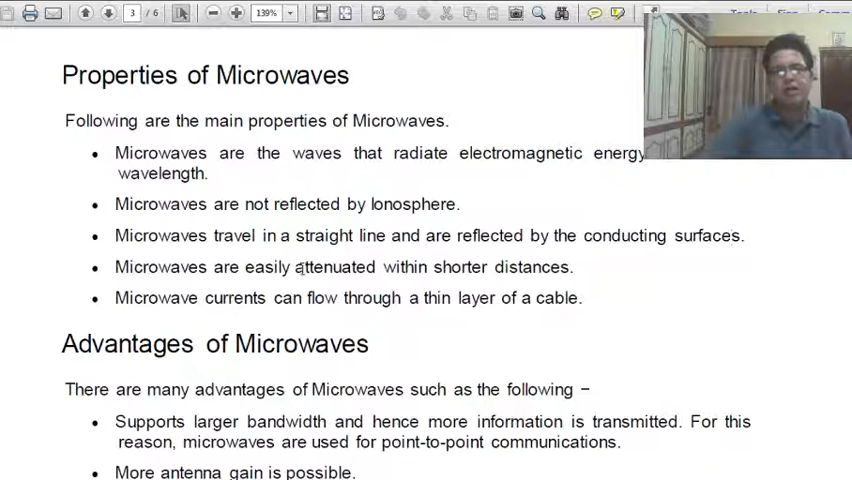 3 / 6
139%
Tools
Sign
Comm
Properties of Microwaves
Following are the main properties of Microwaves.
• Microwaves are the waves that radiate electromagnetic energy
wavelength.
• Microwaves are not reflected by Ionosphere.
• Microwaves travel in a straight line and are reflected by the conducting surfaces.
• Microwaves are easily attenuated within shorter distances.
• Microwave currents can flow through a thin layer of a cable.
Advantages of Microwaves
There are many advantages of Microwaves such as the following −
• Supports larger bandwidth and hence more information is transmitted. For this
reason, microwaves are used for point-to-point communications.
• More antenna gain is possible.